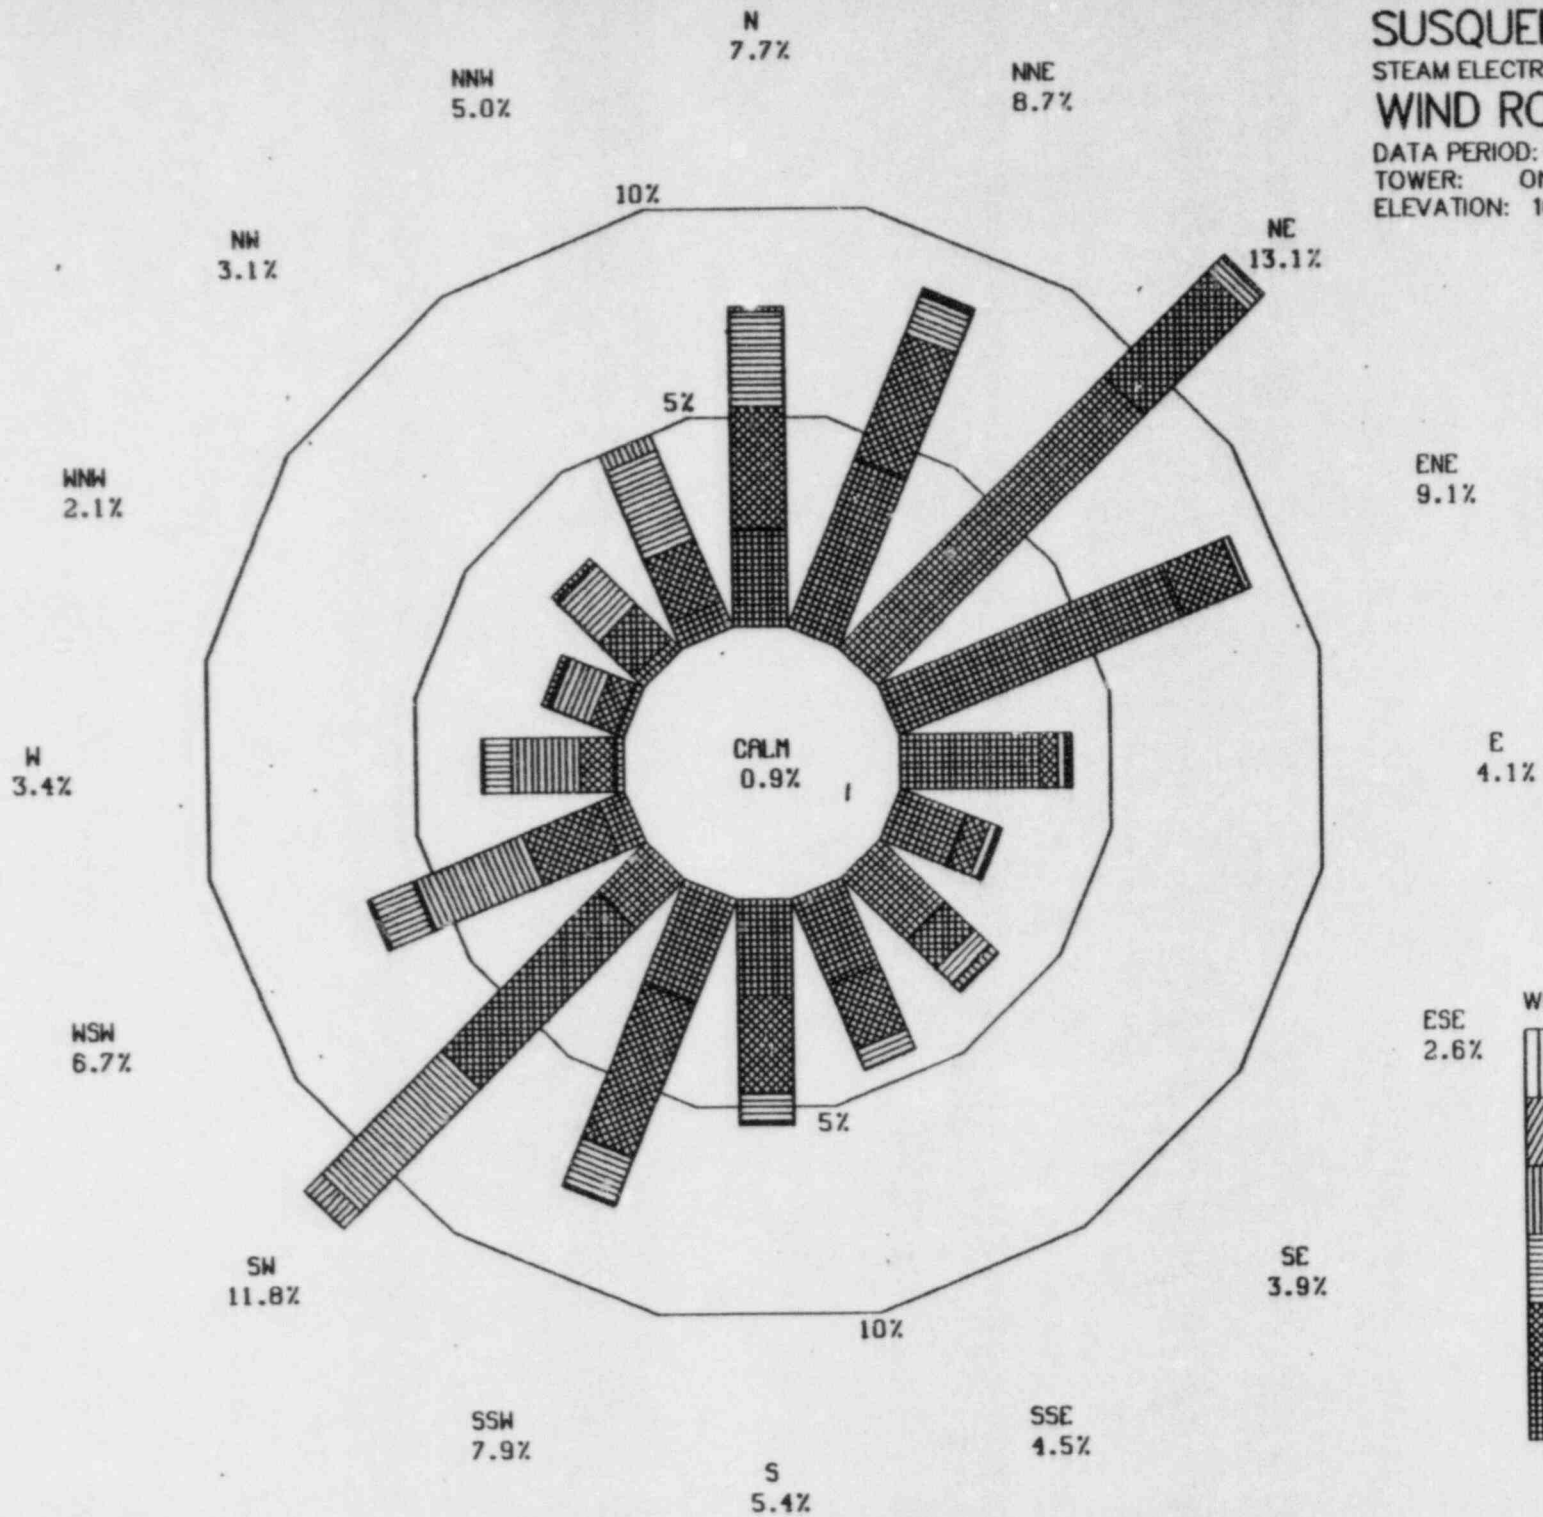 N
7.7%
NNW
5.0%
NNE
8.7%
STEAM
WIND
DATA PERIOD:
TOWER:
ELEVATION:
10%
NW
3.1%
NE
13.1%
5%
WNW
2.1%
ENE
9.1%
W
3.4%
CALM
0.9%
E
4.1%
WSW
6.7%
ESE
2.6%
5%
SW
11.8%
SE
3.9%
10%
SSW
7.9%
SSE
4.5%
S
5.4%